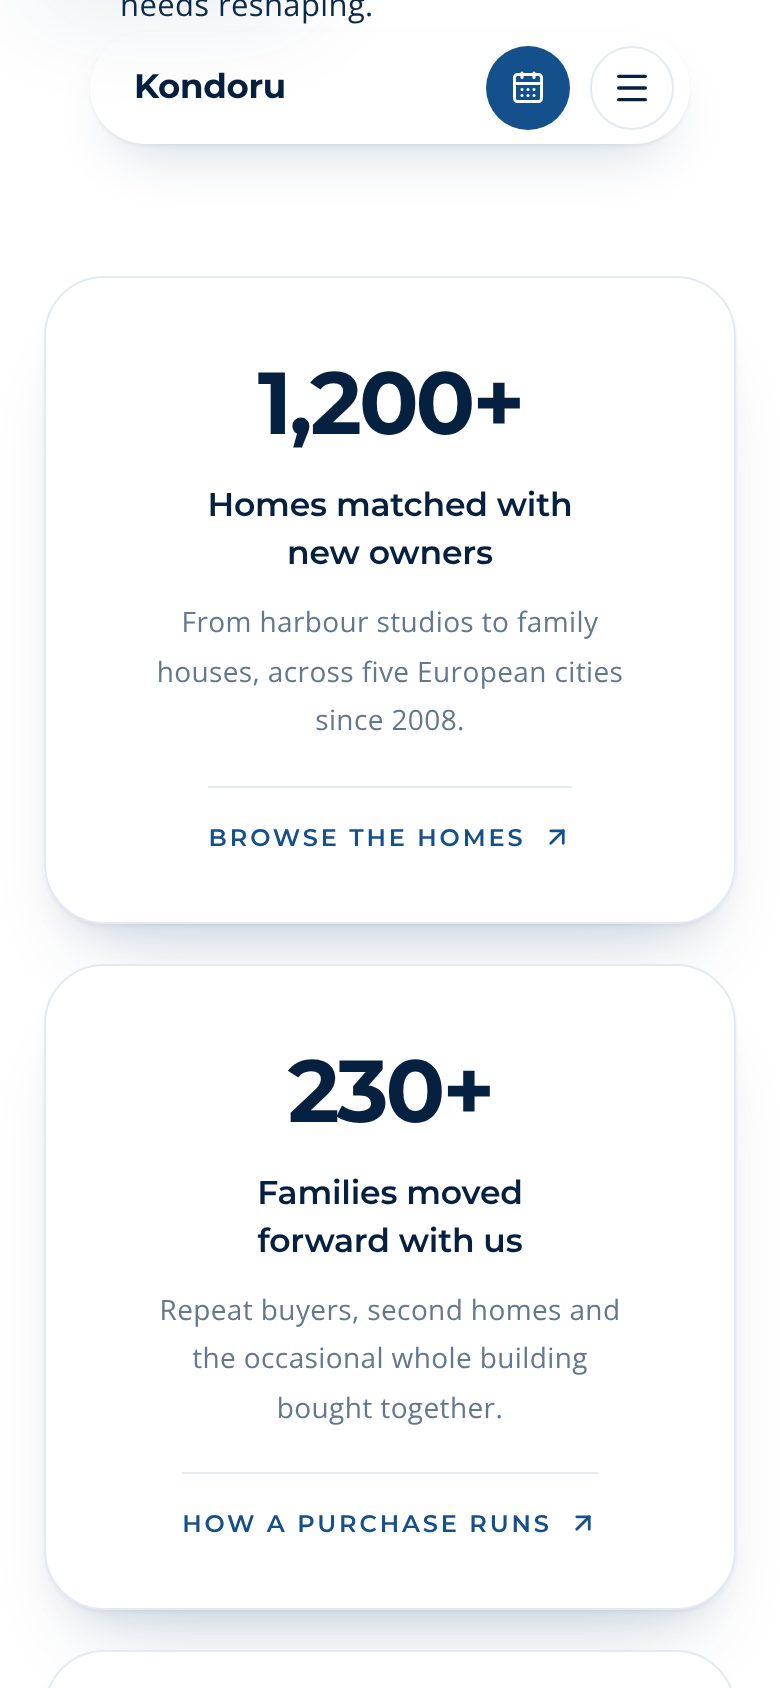 needs reshaping.
Kondoru
1,200+
Homes matched with
new owners
From harbour studios to family
houses, across five European cities
since 2008.
BROWSE THE HOMES
230+
Families moved
forward with us
Repeat buyers, second homes and
the occasional whole building
bought together.
HOW A PURCHASE RUNS